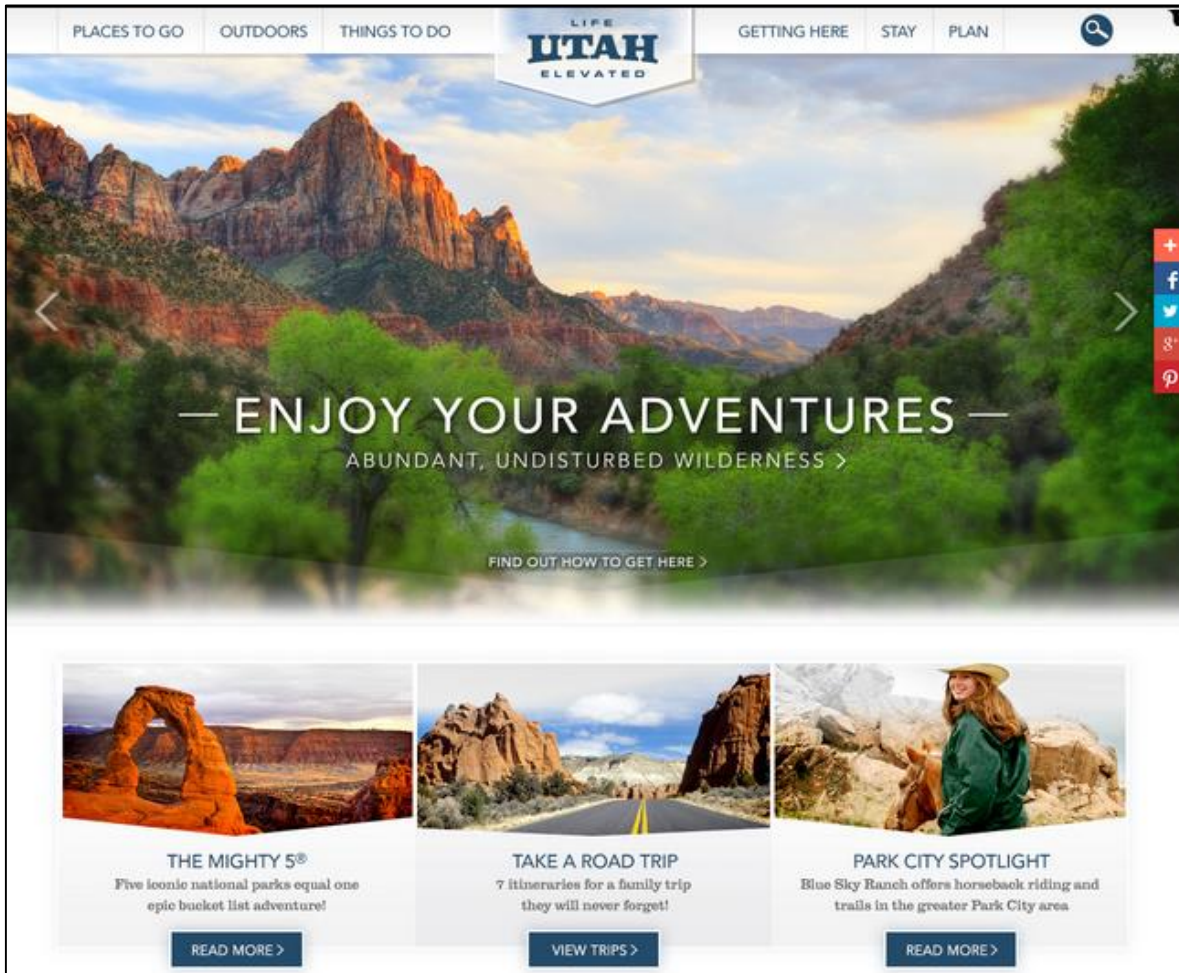 PLACES TO GO
OUTDOORS
THINGS TO DO
LIFE
UTAH
ELEVATED
GETTING HERE
STAY
PLAN
— ENJOY YOUR ADVENTURES —
ABUNDANT, UNDISTURBED WILDERNESS >
FIND OUT HOW TO GET HERE >
THE MIGHTY 5®
Five iconic national parks equal one
epic bucket list adventure!
READ MORE >
TAKE A ROAD TRIP
7 itineraries for a family trip
they will never forget!
VIEW TRIPS >
PARK CITY SPOTLIGHT
Blue Sky Ranch offers horseback riding and
trails in the greater Park City area
READ MORE >